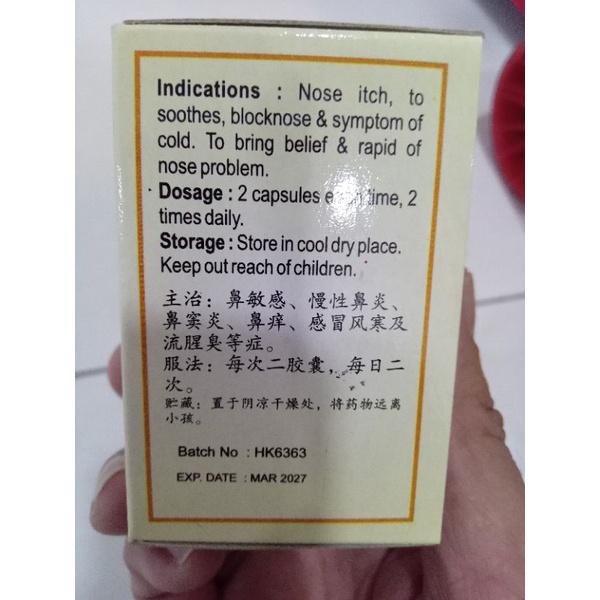 Indications : Nose itch, to
soothes, blocknose & symptom of
cold. To bring belief & rapid of
nose problem.
Dosage : 2 capsules each time, 2
times daily.
Storage : Store in cool dry place.
Keep out reach of children.
主治：鼻敏感、慢性鼻炎、
鼻窦炎、鼻痒、感冒风寒及
流腥臭等症。
服法：每次二胶囊，每日二
次。
贮藏：置于阴凉干燥处，将药物远离
小孩。
Batch No : HK6363
EXP. DATE : MAR 2027